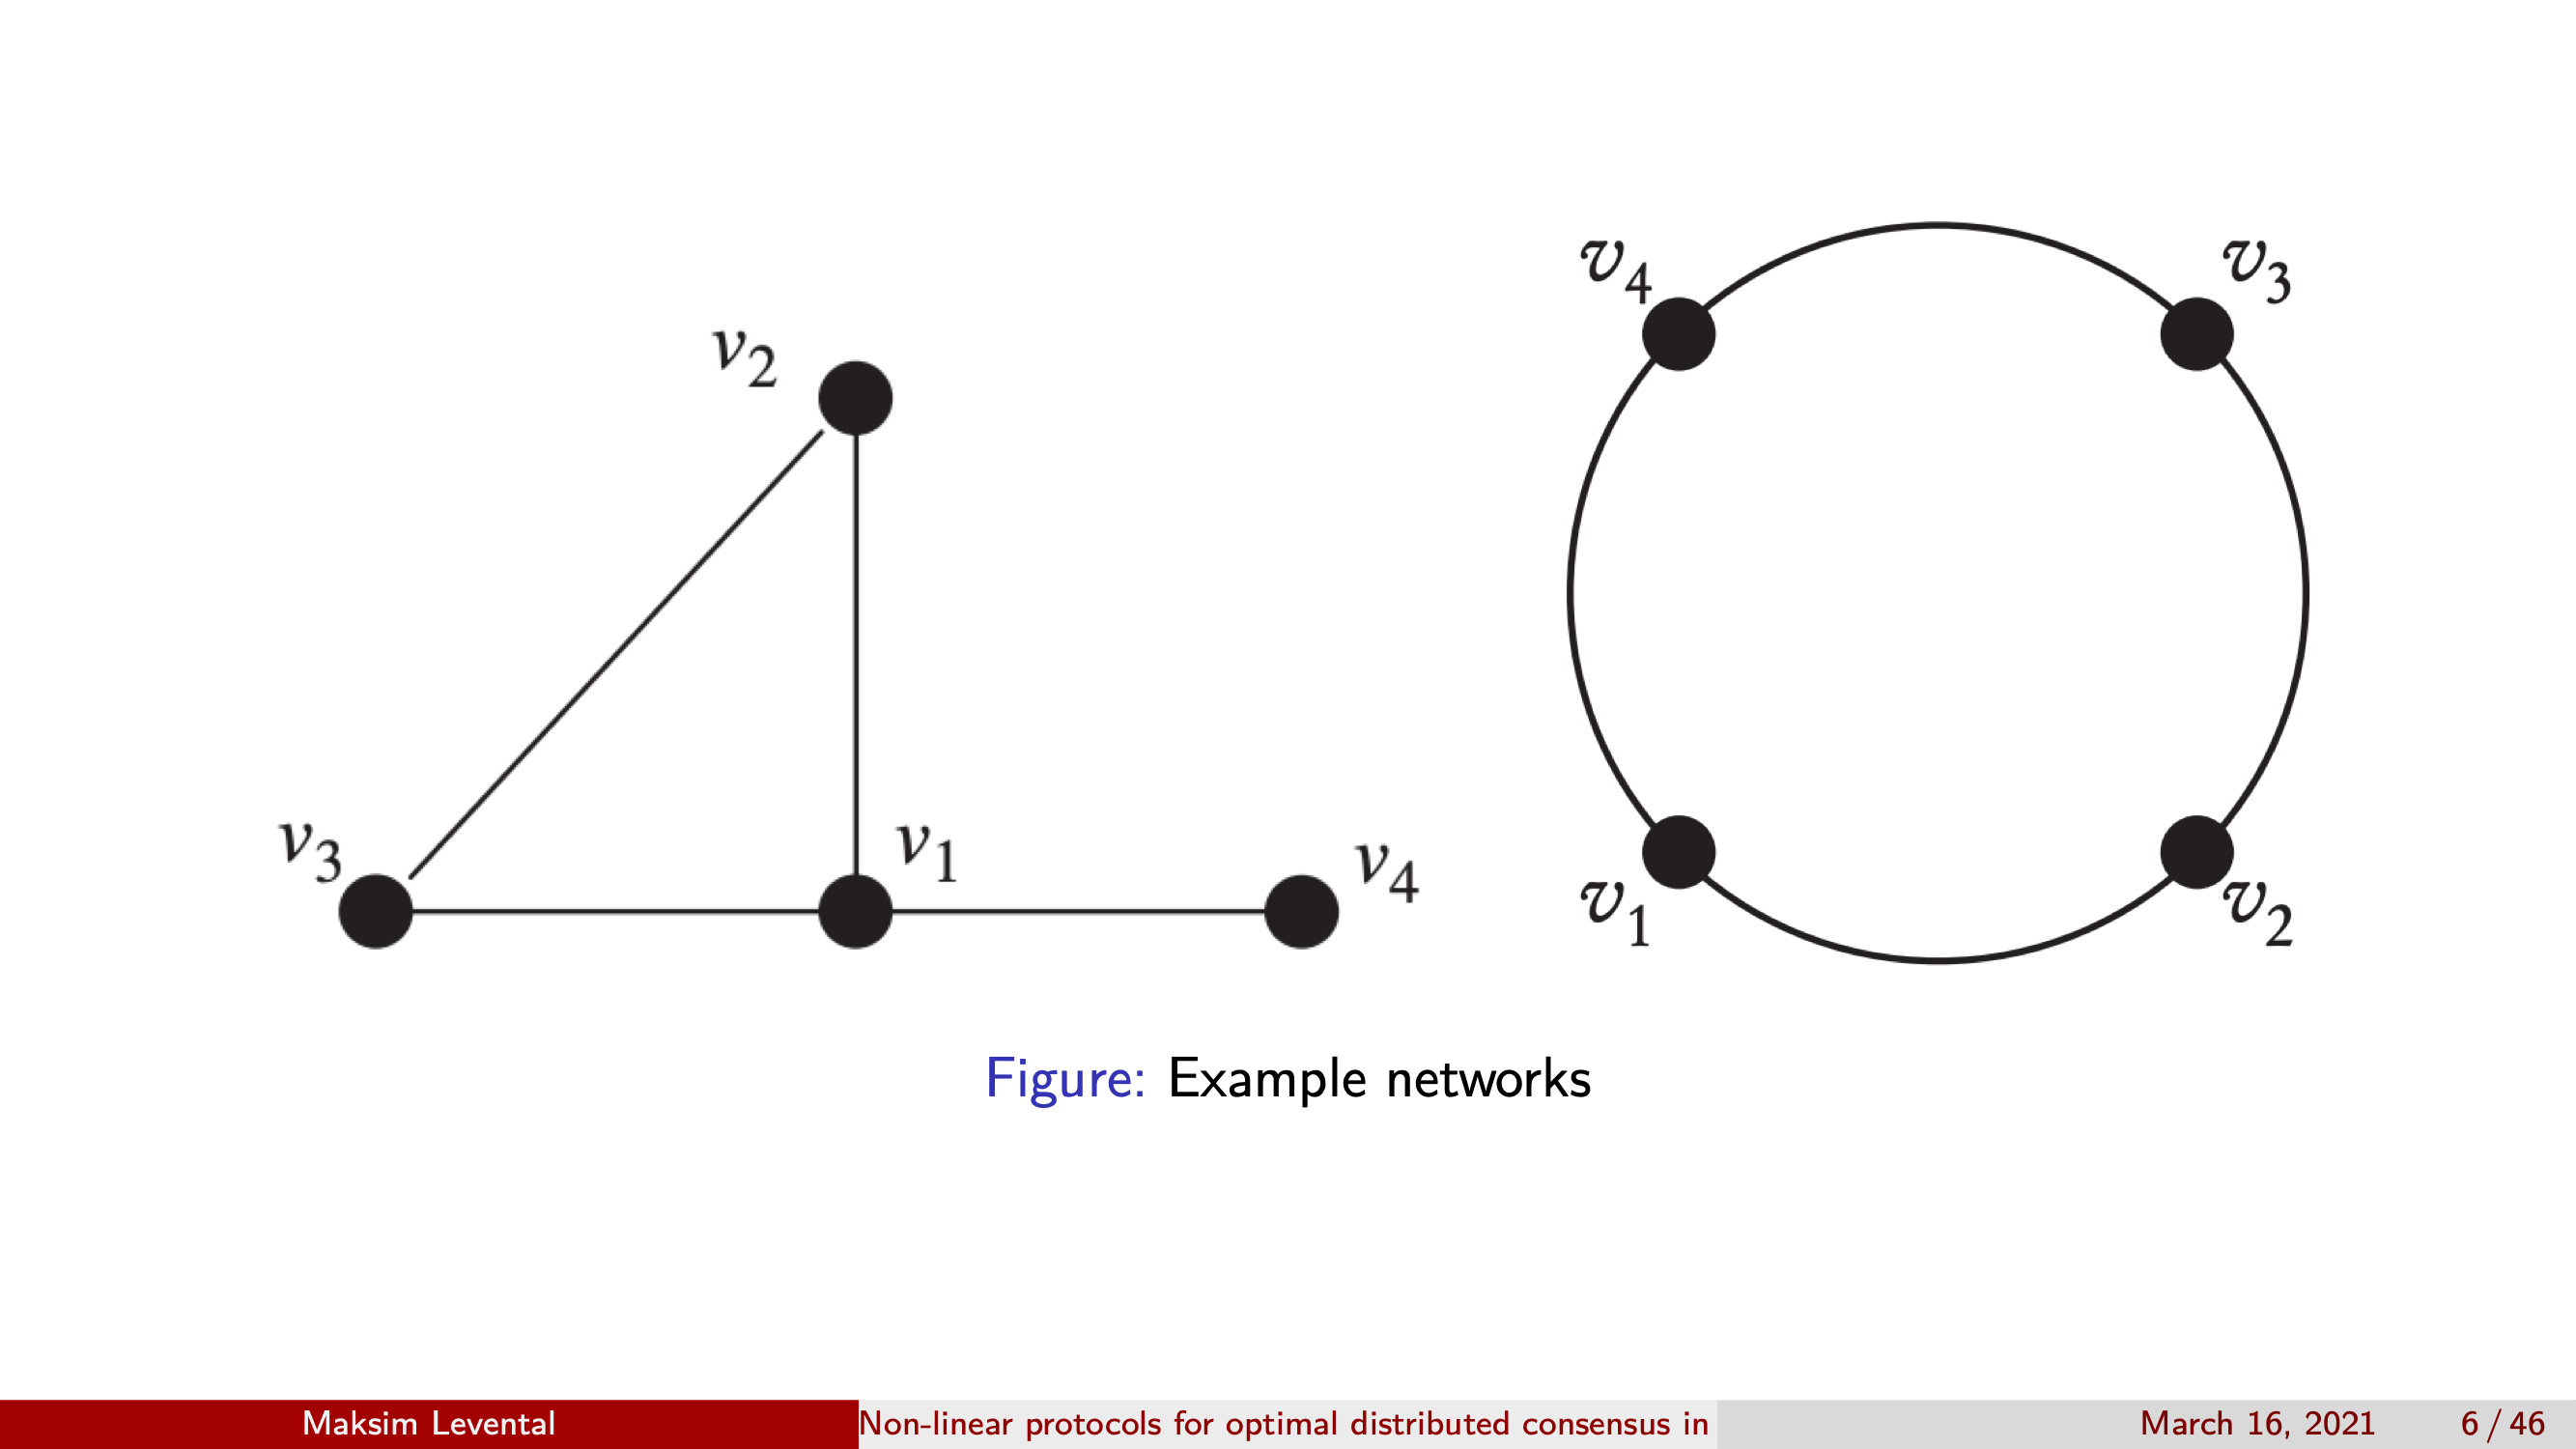 v2
v3
v1
v4
v4
v3
v1
v2
Figure: Example networks
Maksim Levental
Non-linear protocols for optimal distributed consensus in
March 16, 2021
6 / 46